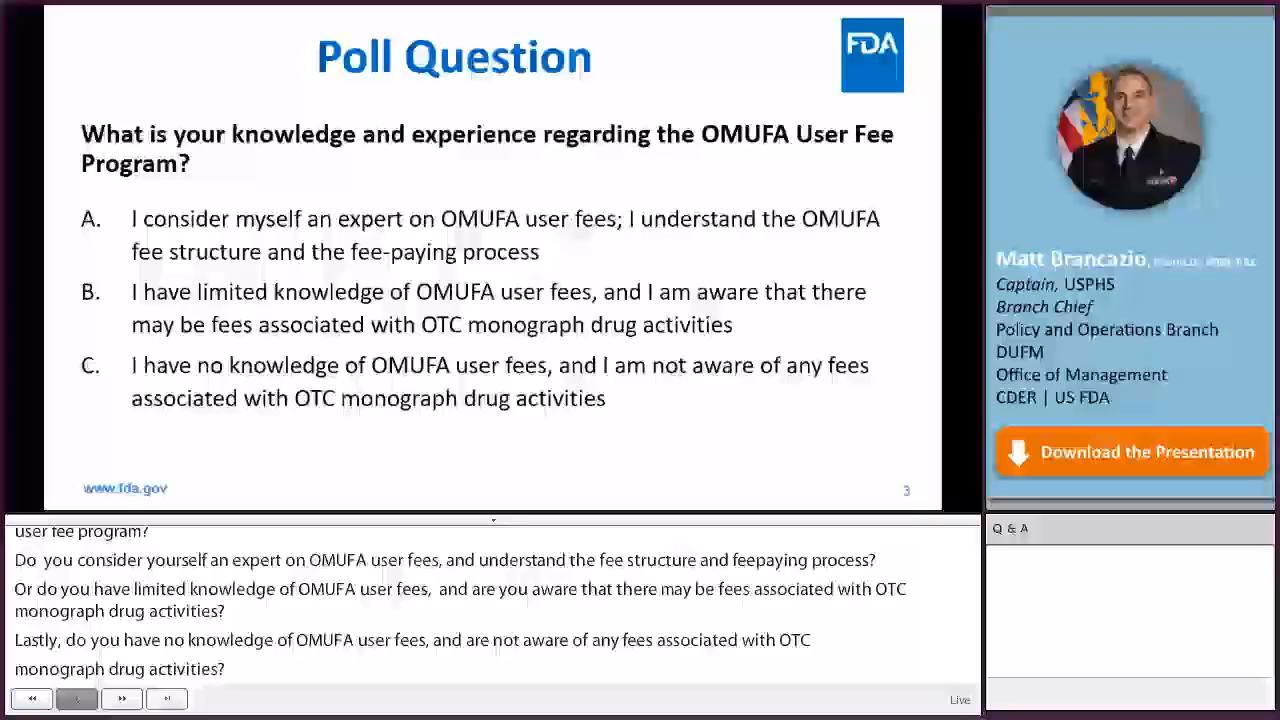 Poll Question
FDA
What is your knowledge and experience regarding the OMUFA User Fee
Program?
A. I consider myself an expert on OMUFA user fees; I understand the OMUFA
fee structure and the fee-paying process
B. I have limited knowledge of OMUFA user fees, and I am aware that there
may be fees associated with OTC monograph drug activities
C. I have no knowledge of OMUFA user fees, and I am not aware of any fees
associated with OTC monograph drug activities
www.fda.gov
3
Matt Brancazio,
Captain, USPHS
Branch Chief
Policy and Operations Branch
DUFM
Office of Management
CDER | US FDA
Download the Presentation
user fee program?
Do you consider yourself an expert on OMUFA user fees, and understand the fee structure and feepaying process?
Or do you have limited knowledge of OMUFA user fees, and are you aware that there may be fees associated with OTC
monograph drug activities?
Lastly, do you have no knowledge of OMUFA user fees, and are not aware of any fees associated with OTC
monograph drug activities?
Live
Q & A